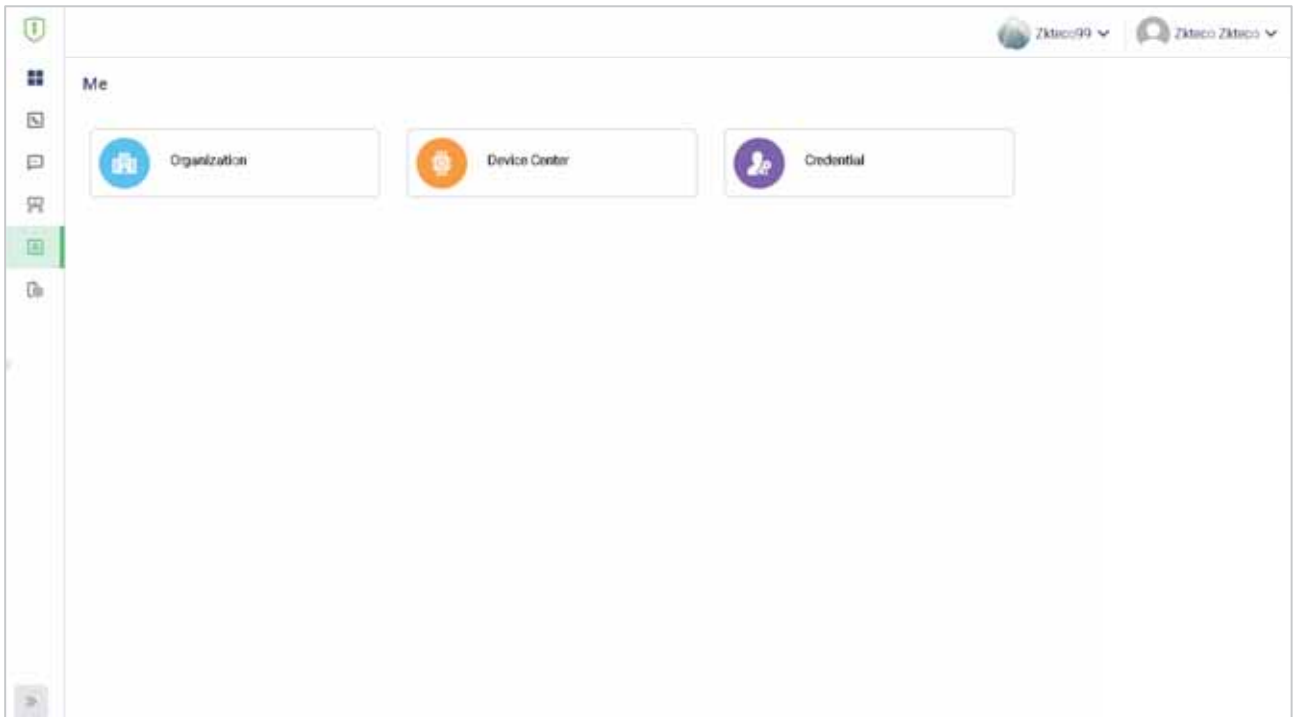 Zkteco99
Zkteco Zkteco
Me
Organization
Device Center
Credential